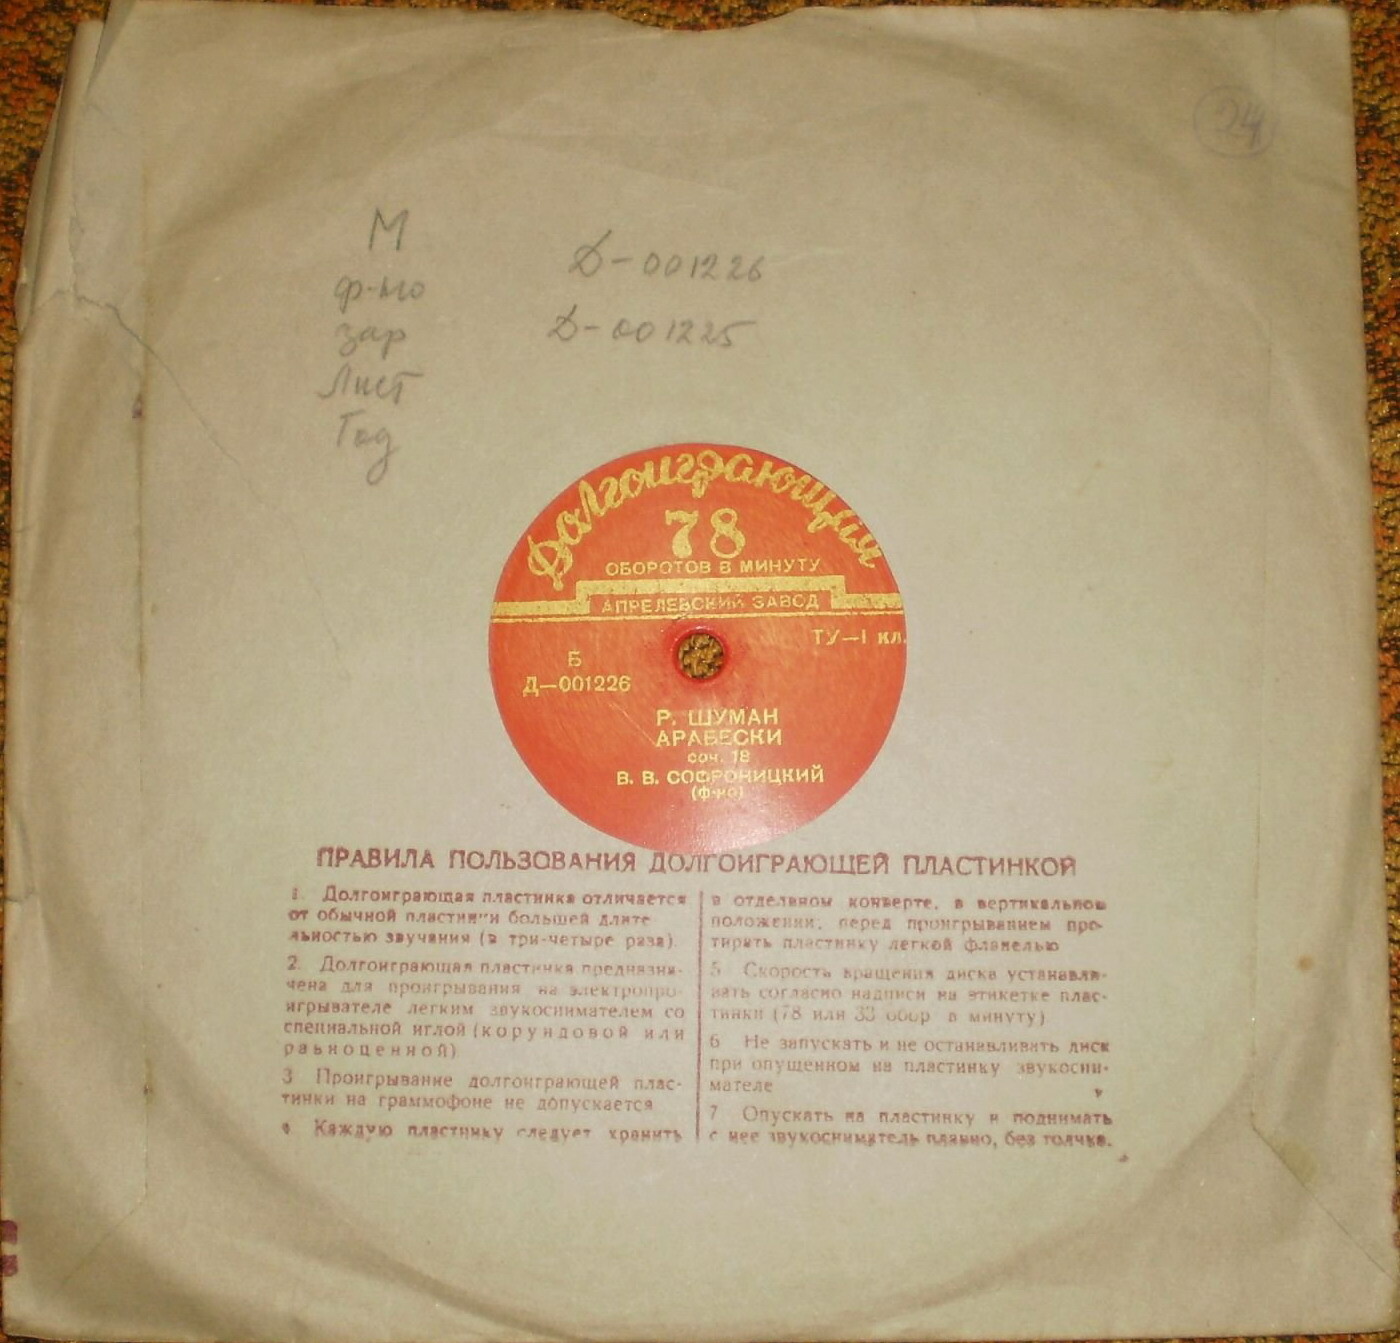 24
М
ф-но
зар
Лист
Год
Д-001226
Д-001225
Долгоиграющая
78
ОБОРОТОВ В МИНУТУ
АПРЕЛЕВСКИЙ ЗАВОД
ТУ—I кл.
Б
Д—001226
Р. ШУМАН
АРАБЕСКИ
соч. 18
В. В. СОФРОНИЦКИЙ
(ф-но)
ПРАВИЛА ПОЛЬЗОВАНИЯ ДОЛГОИГРАЮЩЕЙ ПЛАСТИНКОЙ
1. Долгоиграющая пластинка отличается
от обычной пластинки большей длите
льностью звучания (в три-четыре раза).
2. Долгоиграющая пластинка предназна-
чена для проигрывания на электропро-
игрывателе легким звукоснимателем со
специальной иглой (корундовой или
равноценной)
3 Проигрывание долгоиграющей плас-
тинки на граммофоне не допускается
4 Каждую пластинку следует хранить
в отдельном конверте, в вертикальном
положении; перед проигрыванием про-
тирать пластинку легкой фланелью
5 Скорость вращения диска устанавли-
вать согласно надписи на этикетке плас-
тинки (78 или 33 обор в минуту)
6 Не запускать и не останавливать диск
при опущенном на пластинку звукосни-
мателе
7 Опускать на пластинку и поднимать
с нее звукосниматель плавно, без толчка.